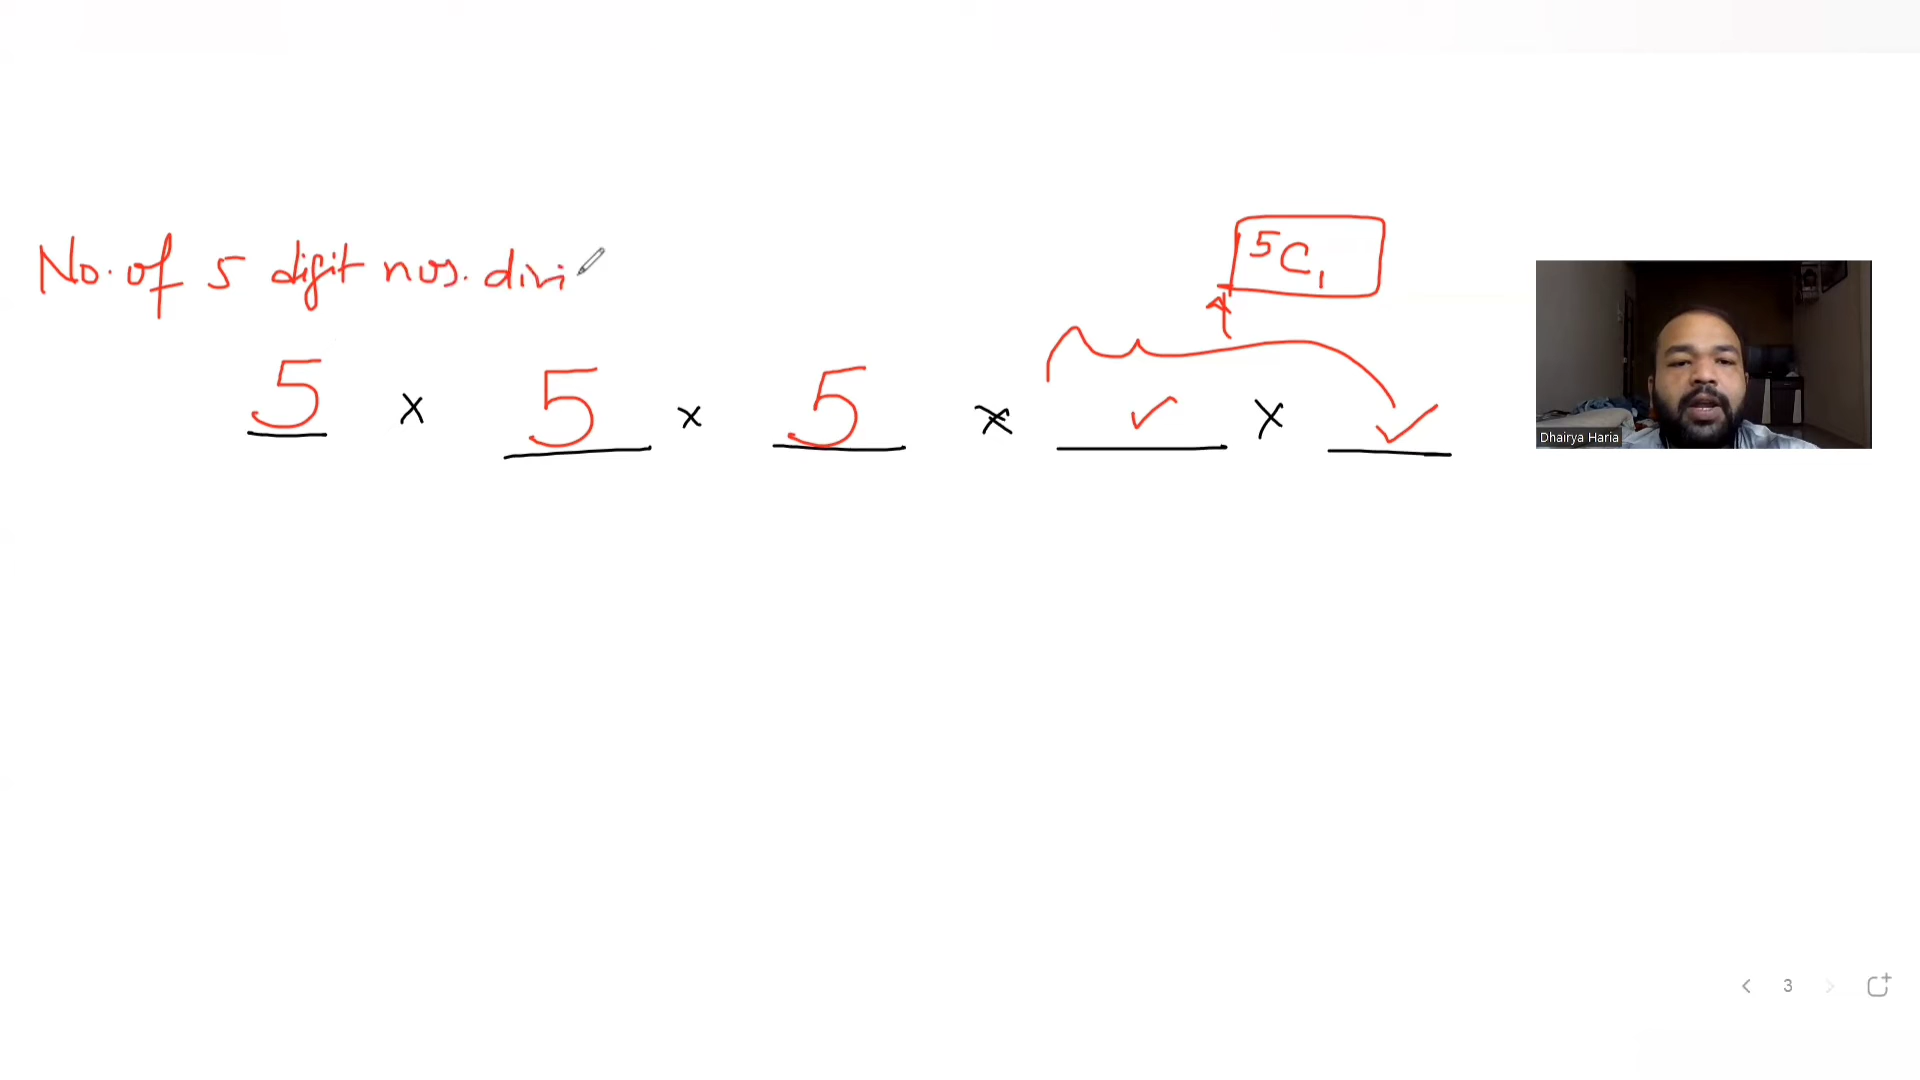 ⁵C₁
No. of 5 digit nos. divi
5 × 5 × 5 × ✓ × ✓
Dhairya Haria
3